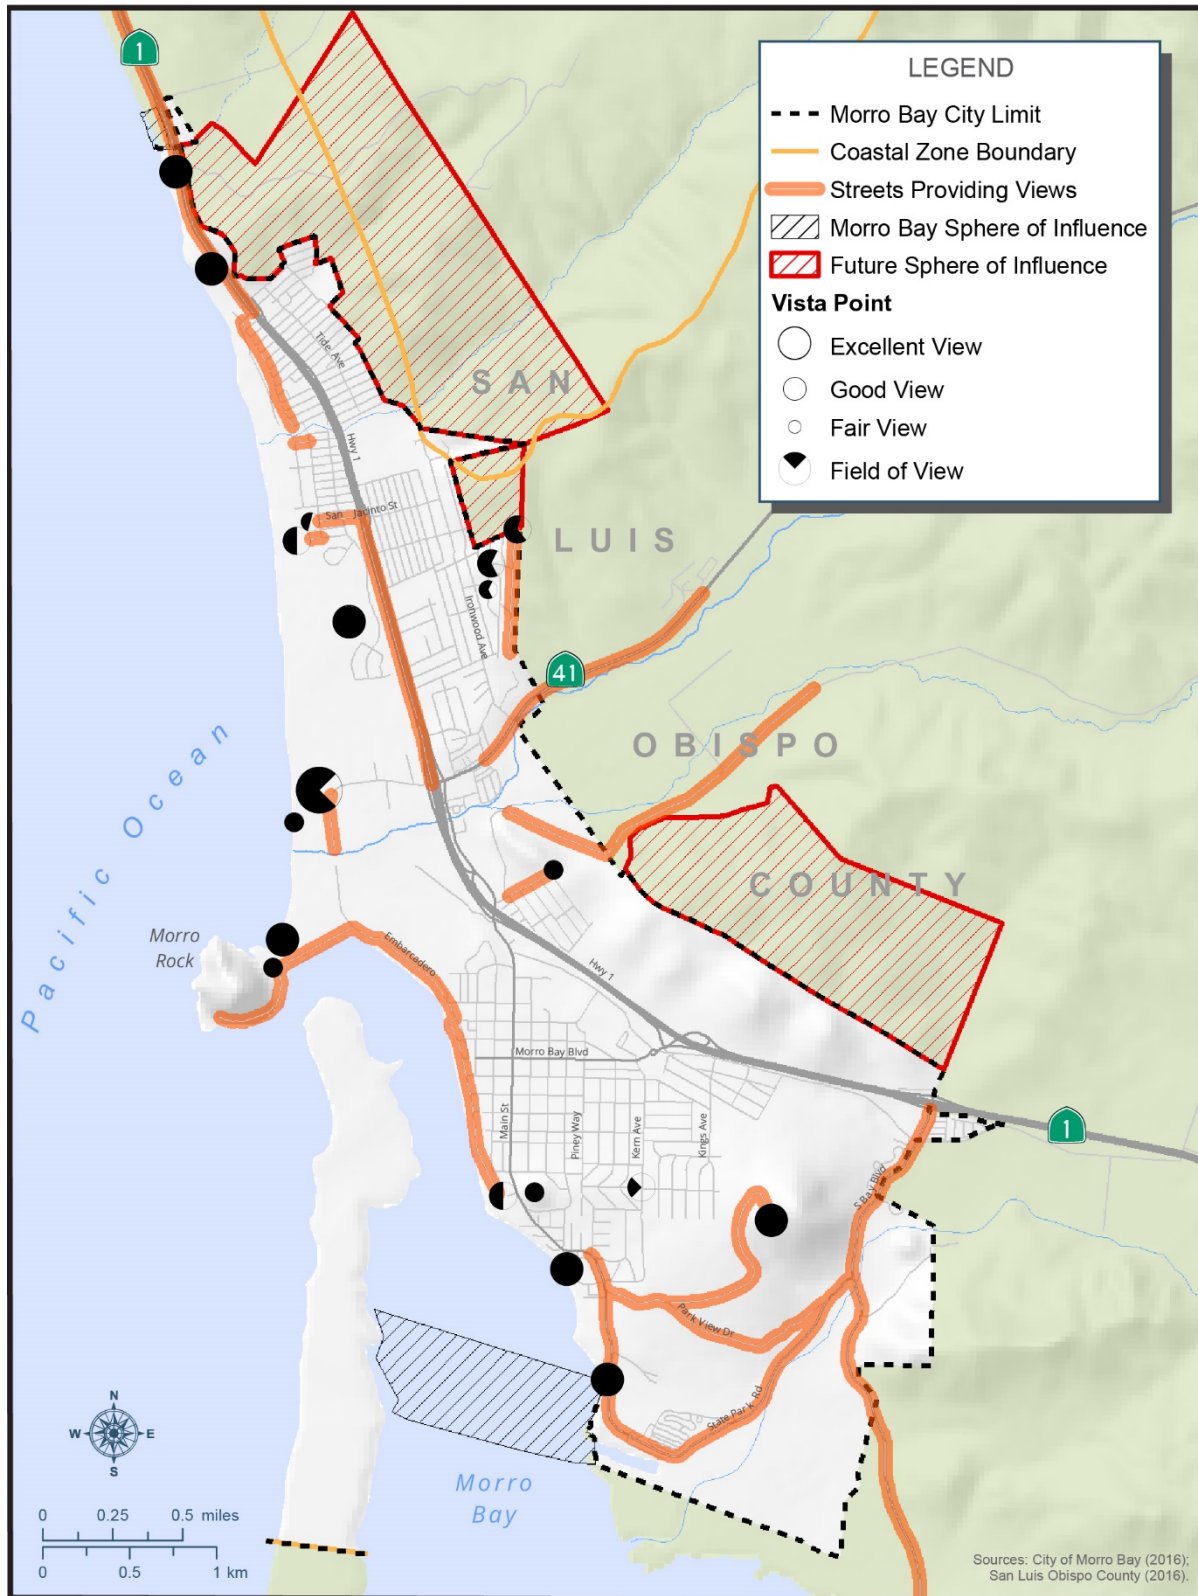 1
LEGEND
Morro Bay City Limit
Coastal Zone Boundary
Streets Providing Views
Morro Bay Sphere of Influence
Future Sphere of Influence
Vista Point
Excellent View
Good View
Fair View
Field of View
Tide Ave
SAN
Hwy 1
San Jacinto St
LUIS
Ironwood Ave
41
OBISPO
Pacific Ocean
COUNTY
Morro
Rock
Embarcadero
Hwy 1
Morro Bay Blvd
Main St
Piney Way
Kern Ave
Kings Ave
1
S Bay Blvd
Park View Dr
State Park Rd
N
W E
S
Morro
Bay
0 0.25 0.5 miles
0 0.5 1 km
Sources: City of Morro Bay (2016);
San Luis Obispo County (2016).